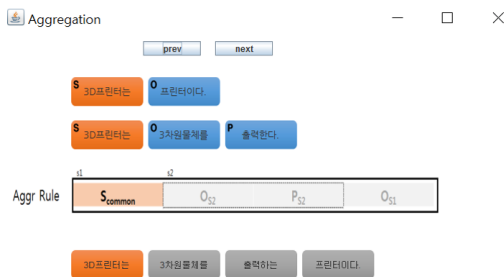 Aggregation
prev next
S 3D프린터는 O 프린터이다.
S 3D프린터는 O 3차원물체를 P 출력한다.
s1 s2
Aggr Rule Scommon OS2 PS2 OS1
3D프린터는 3차원물체를 출력하는 프린터이다.